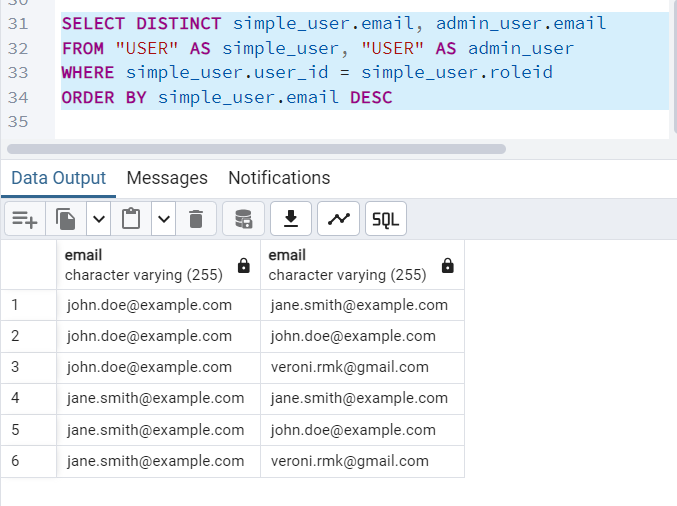 31 SELECT DISTINCT simple_user.email, admin_user.email
32 FROM "USER" AS simple_user, "USER" AS admin_user
33 WHERE simple_user.user_id = simple_user.roleid
34 ORDER BY simple_user.email DESC
35
Data Output Messages Notifications
SQL
email email
character varying (255) character varying (255)
1 john.doe@example.com jane.smith@example.com
2 john.doe@example.com john.doe@example.com
3 john.doe@example.com veroni.rmk@gmail.com
4 jane.smith@example.com jane.smith@example.com
5 jane.smith@example.com john.doe@example.com
6 jane.smith@example.com veroni.rmk@gmail.com